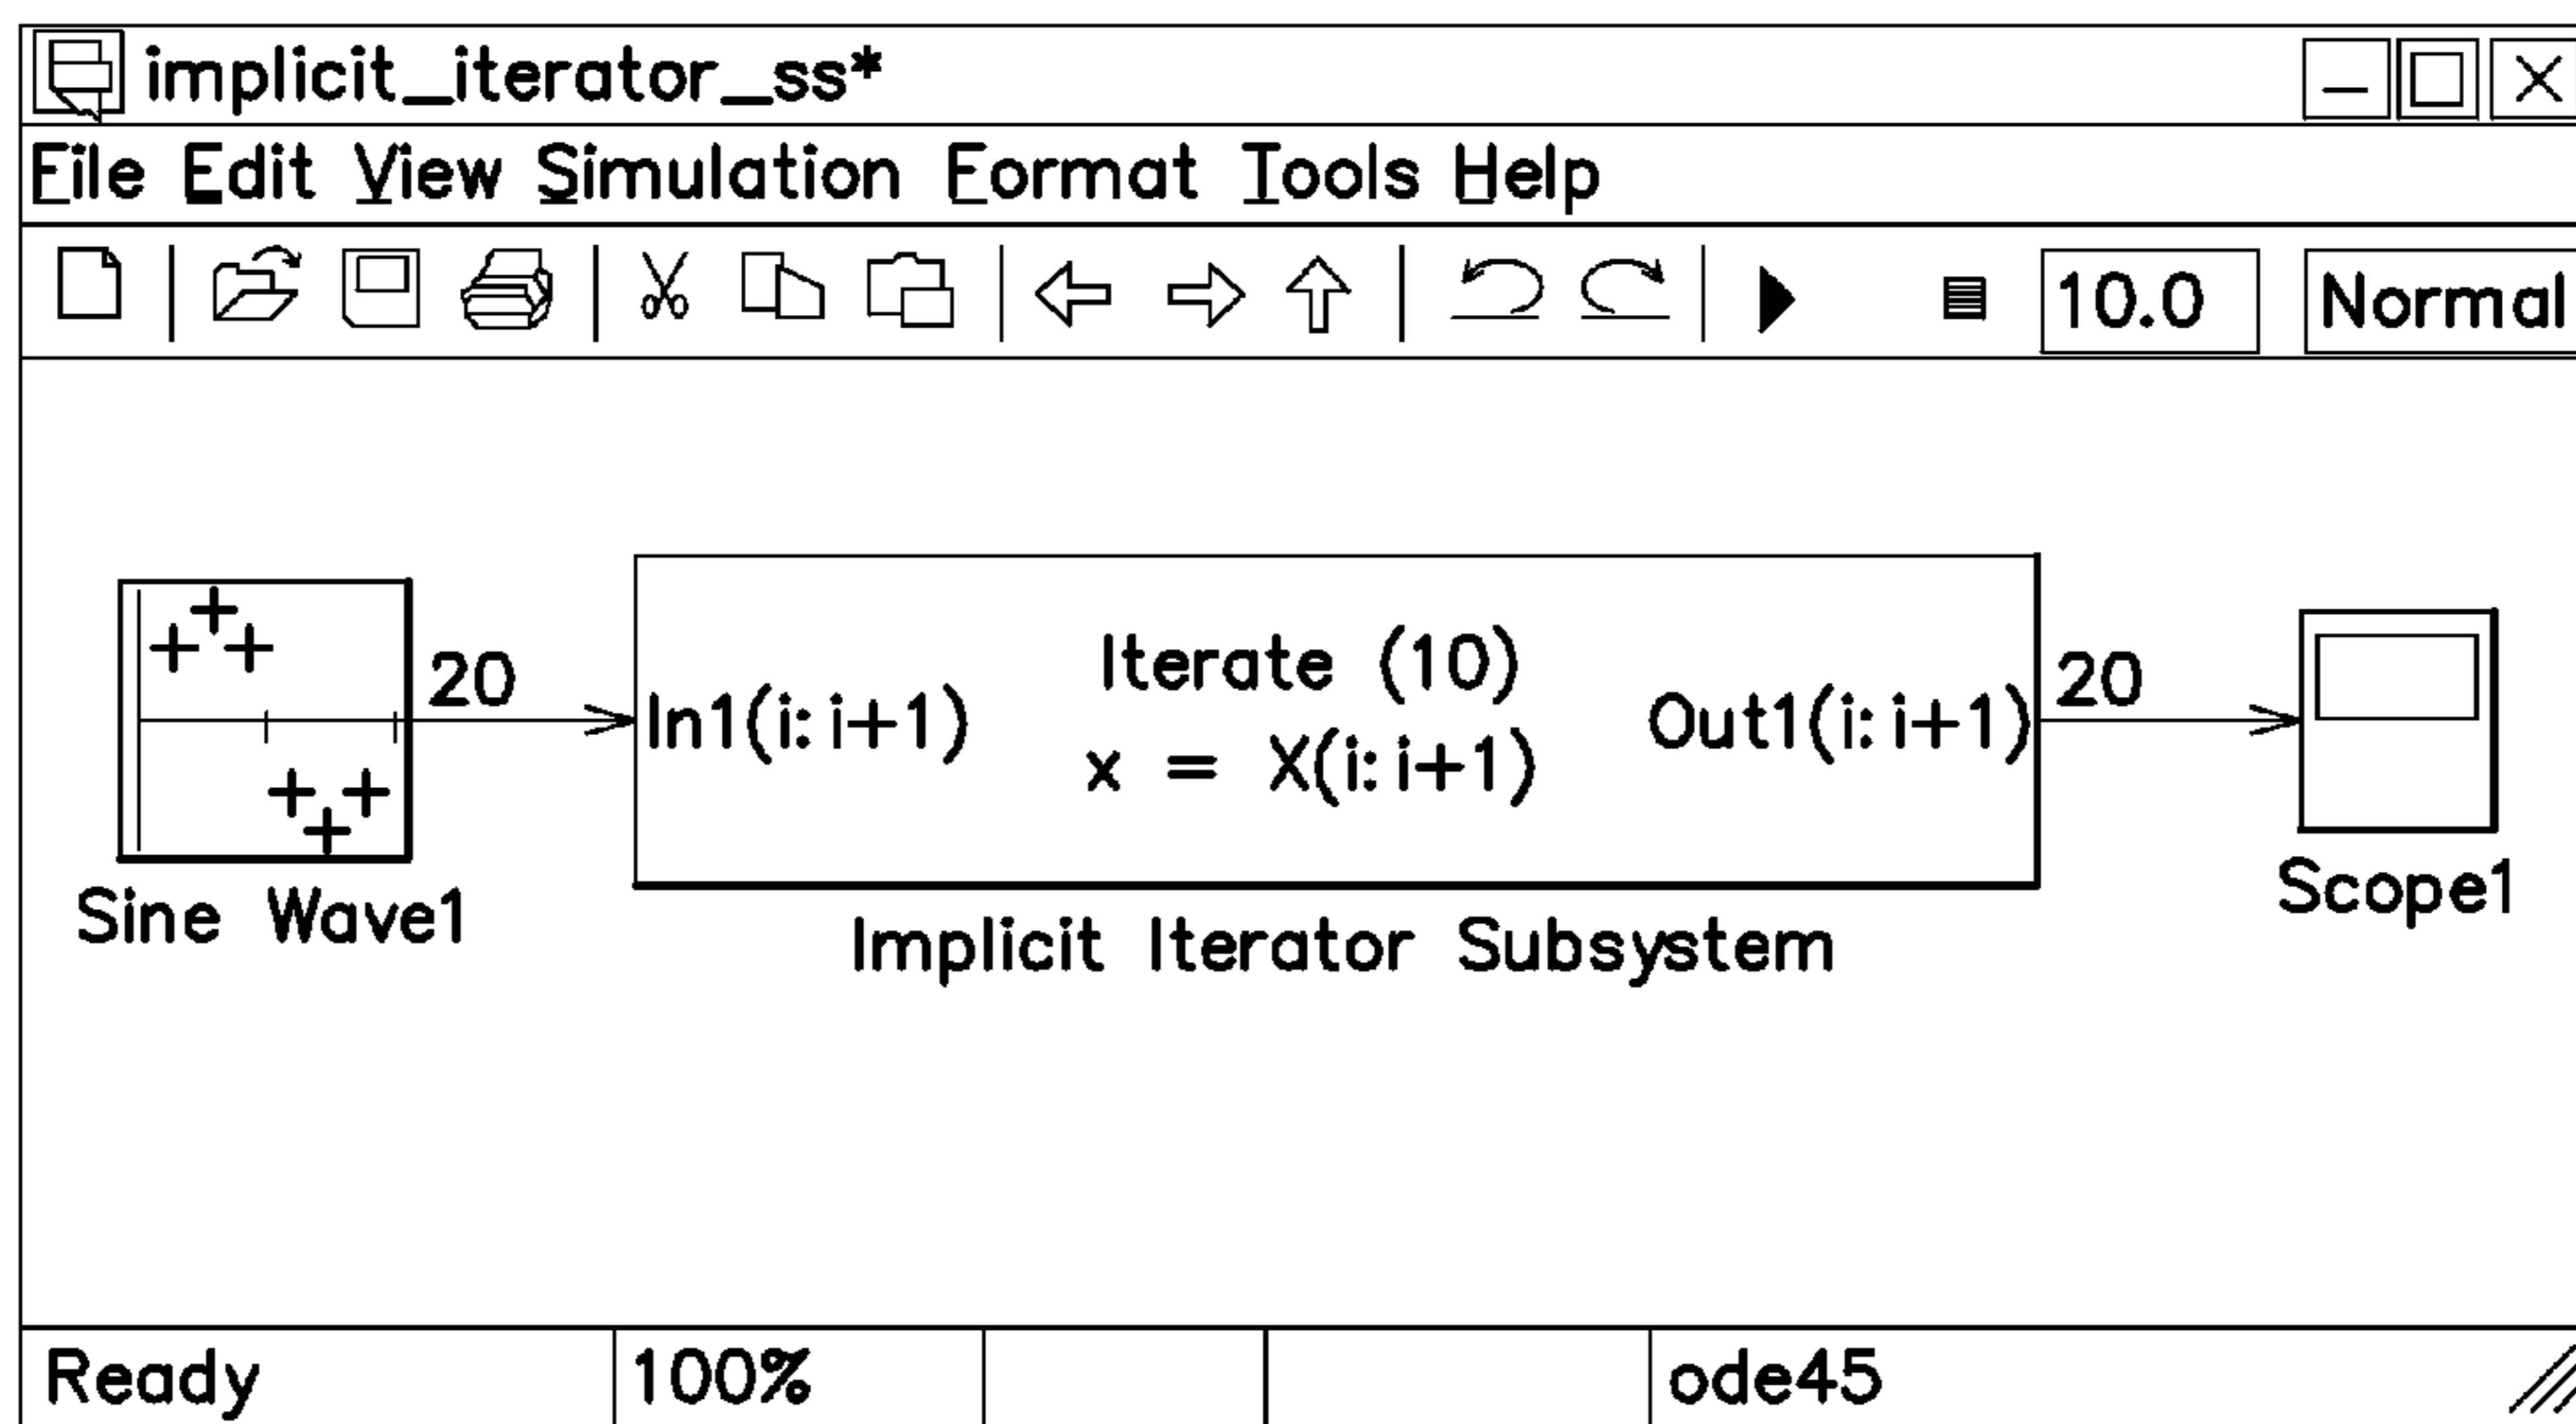 implicit_iterator_ss*
File Edit View Simulation Format Tools Help
10.0 Normal
Iterate (10)
20 In1(i:i+1) Out1(i:i+1) 20
x = X(i:i+1)
Sine Wave1 Scope1
Implicit Iterator Subsystem
Ready 100% ode45